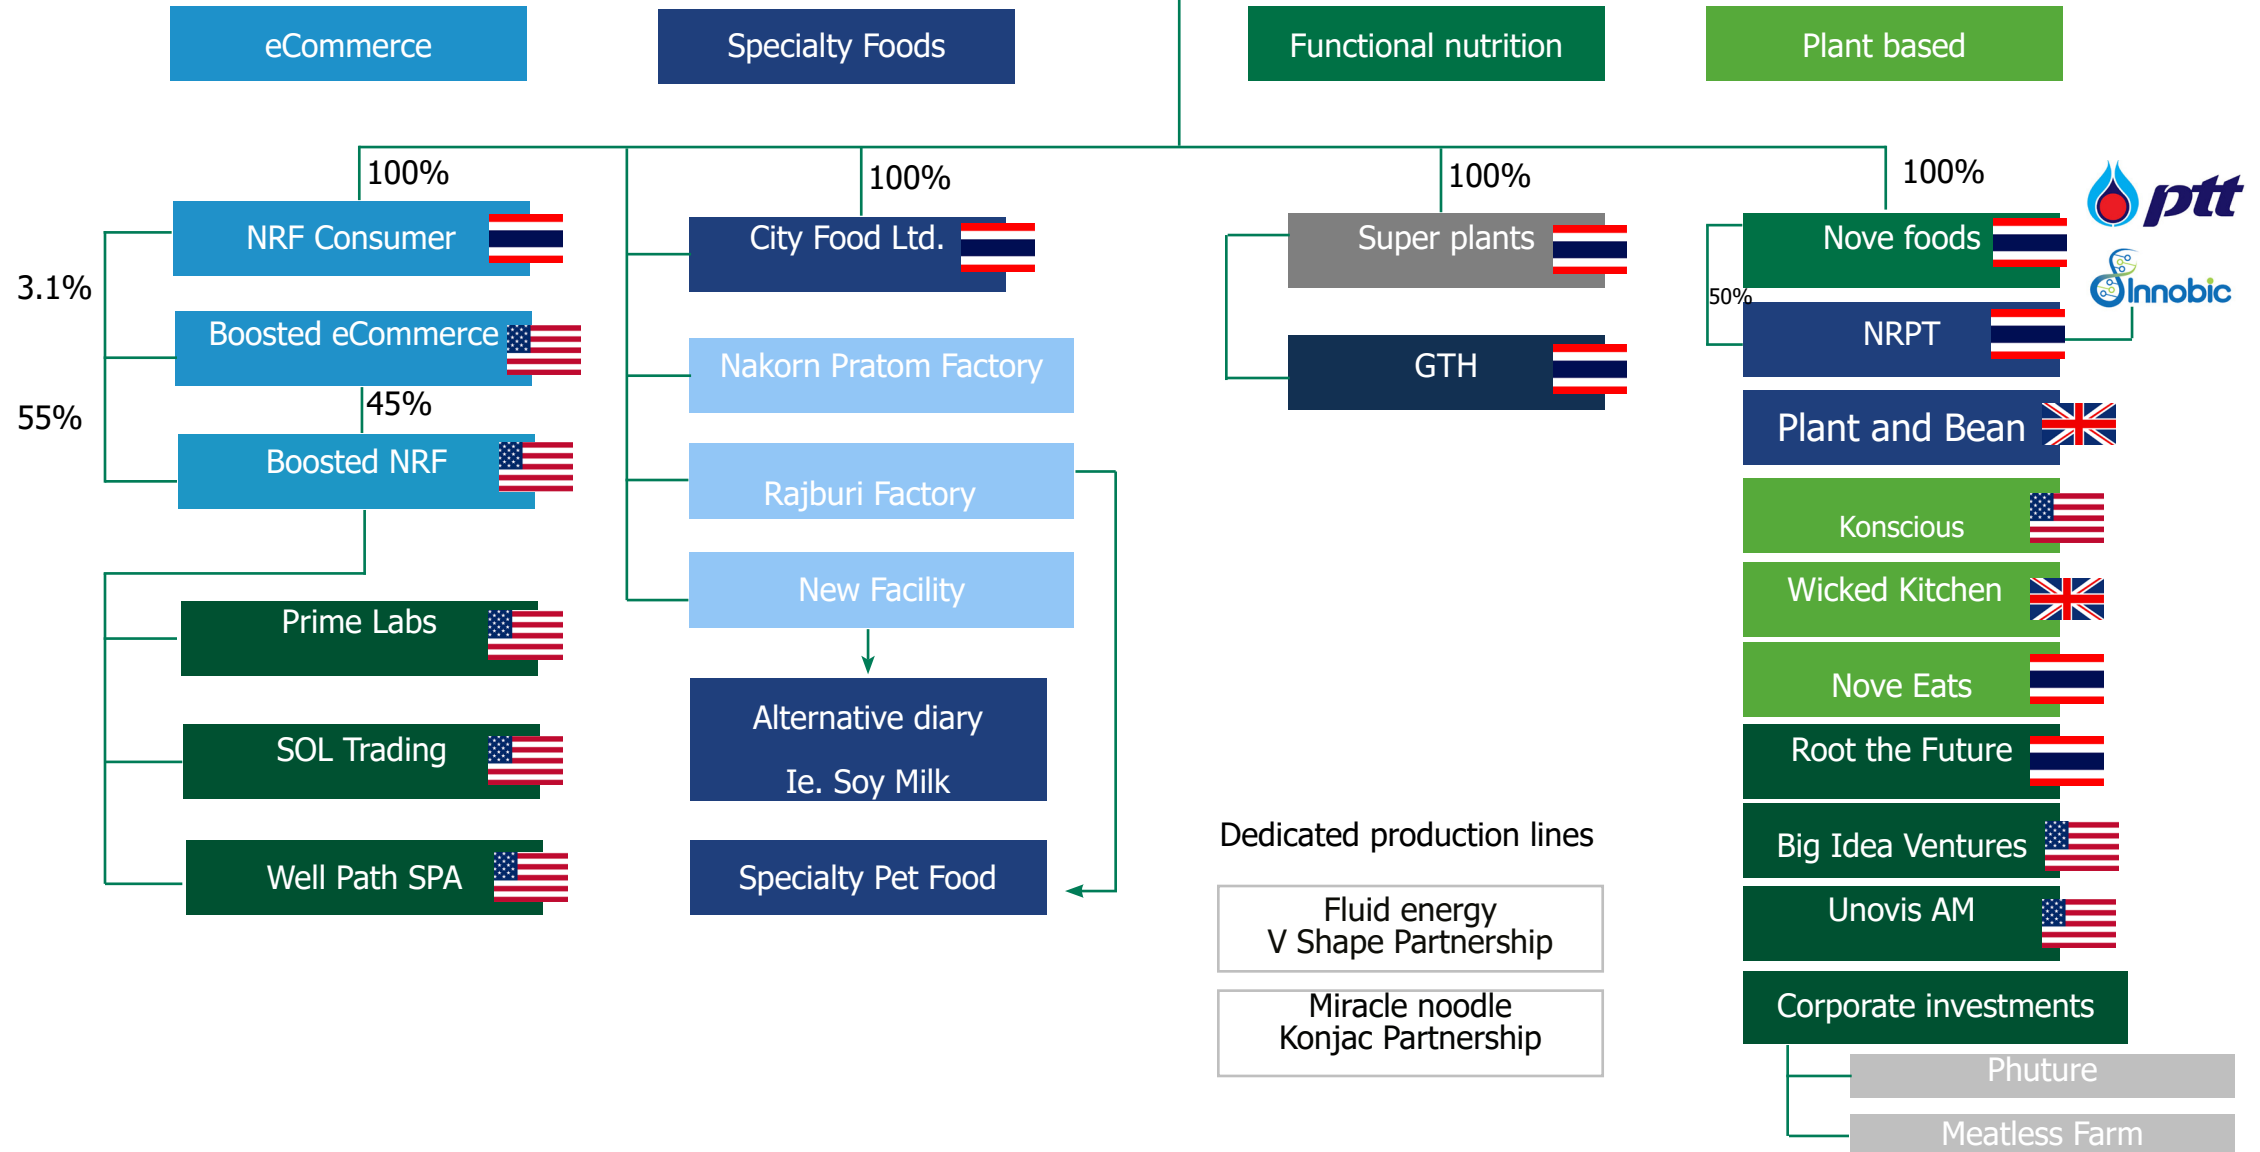 eCommerce
Specialty Foods
Functional nutrition
Plant based
100%
100%
100%
100%
NRF Consumer
3.1%
Boosted eCommerce
55%
45%
Boosted NRF
Prime Labs
SOL Trading
Well Path SPA
City Food Ltd.
Nakorn Pratom Factory
Rajburi Factory
New Facility
Alternative diary
Ie. Soy Milk
Specialty Pet Food
Super plants
GTH
Dedicated production lines
Fluid energy
V Shape Partnership
Miracle noodle
Konjac Partnership
Nove foods
ptt
Innobic
50%
NRPT
Plant and Bean
Konscious
Wicked Kitchen
Nove Eats
Root the Future
Big Idea Ventures
Unovis AM
Corporate investments
Phuture
Meatless Farm